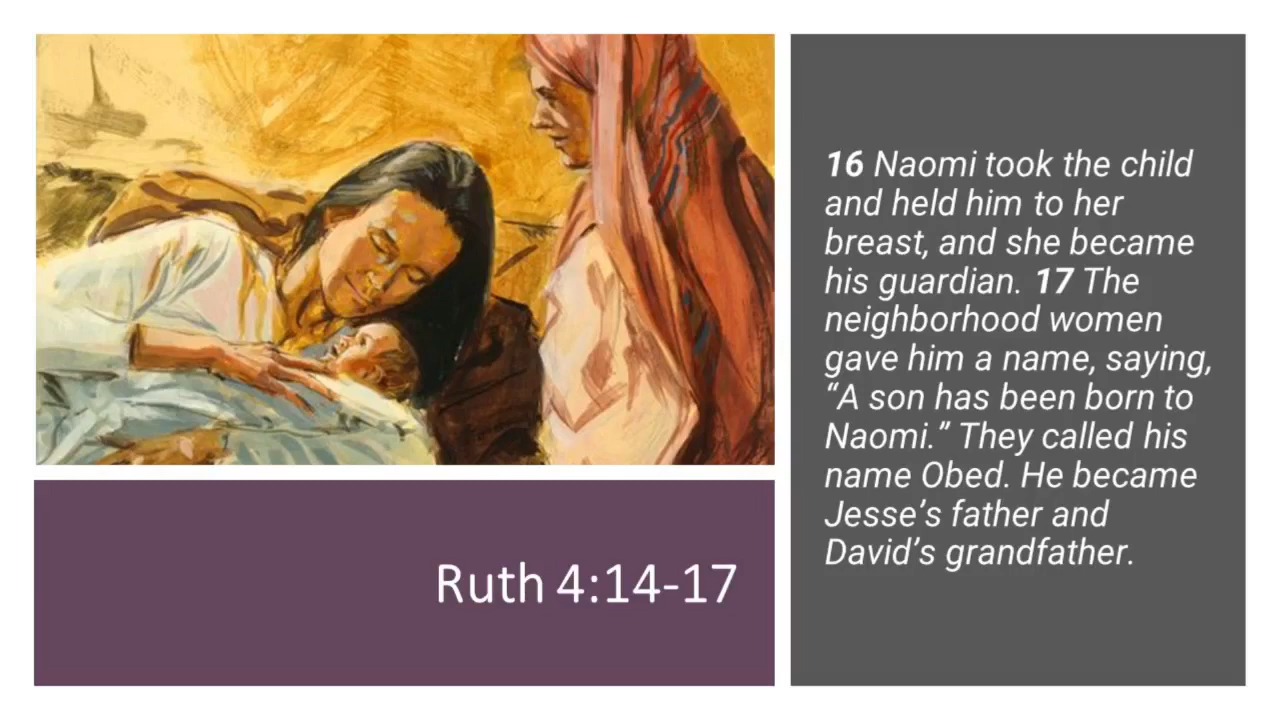 16 Naomi took the child
and held him to her
breast, and she became
his guardian. 17 The
neighborhood women
gave him a name, saying,
“A son has been born to
Naomi.” They called his
name Obed. He became
Jesse’s father and
David’s grandfather.
Ruth 4:14-17